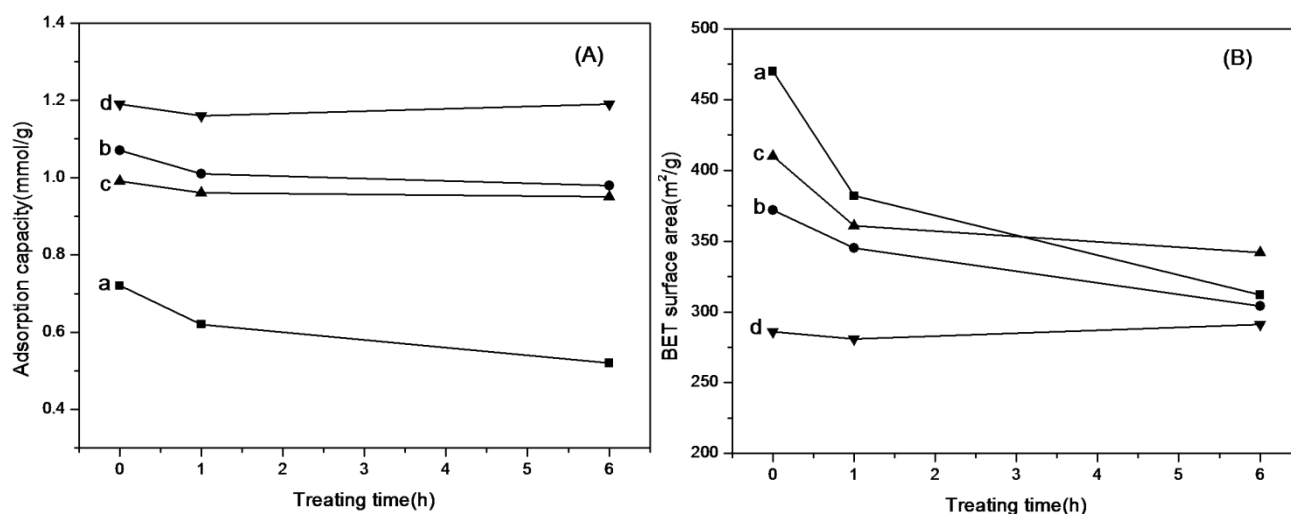 (A)
Adsorption capacity(mmol/g)
1.4
1.2
1.0
0.8
0.6
0.4
d
b
c
a
0 1 2 3 4 5 6
Treating time(h)
(B)
BET surface area(m²/g)
500
450
400
350
300
250
200
a
c
b
d
0 1 2 3 4 5 6
Treating time(h)